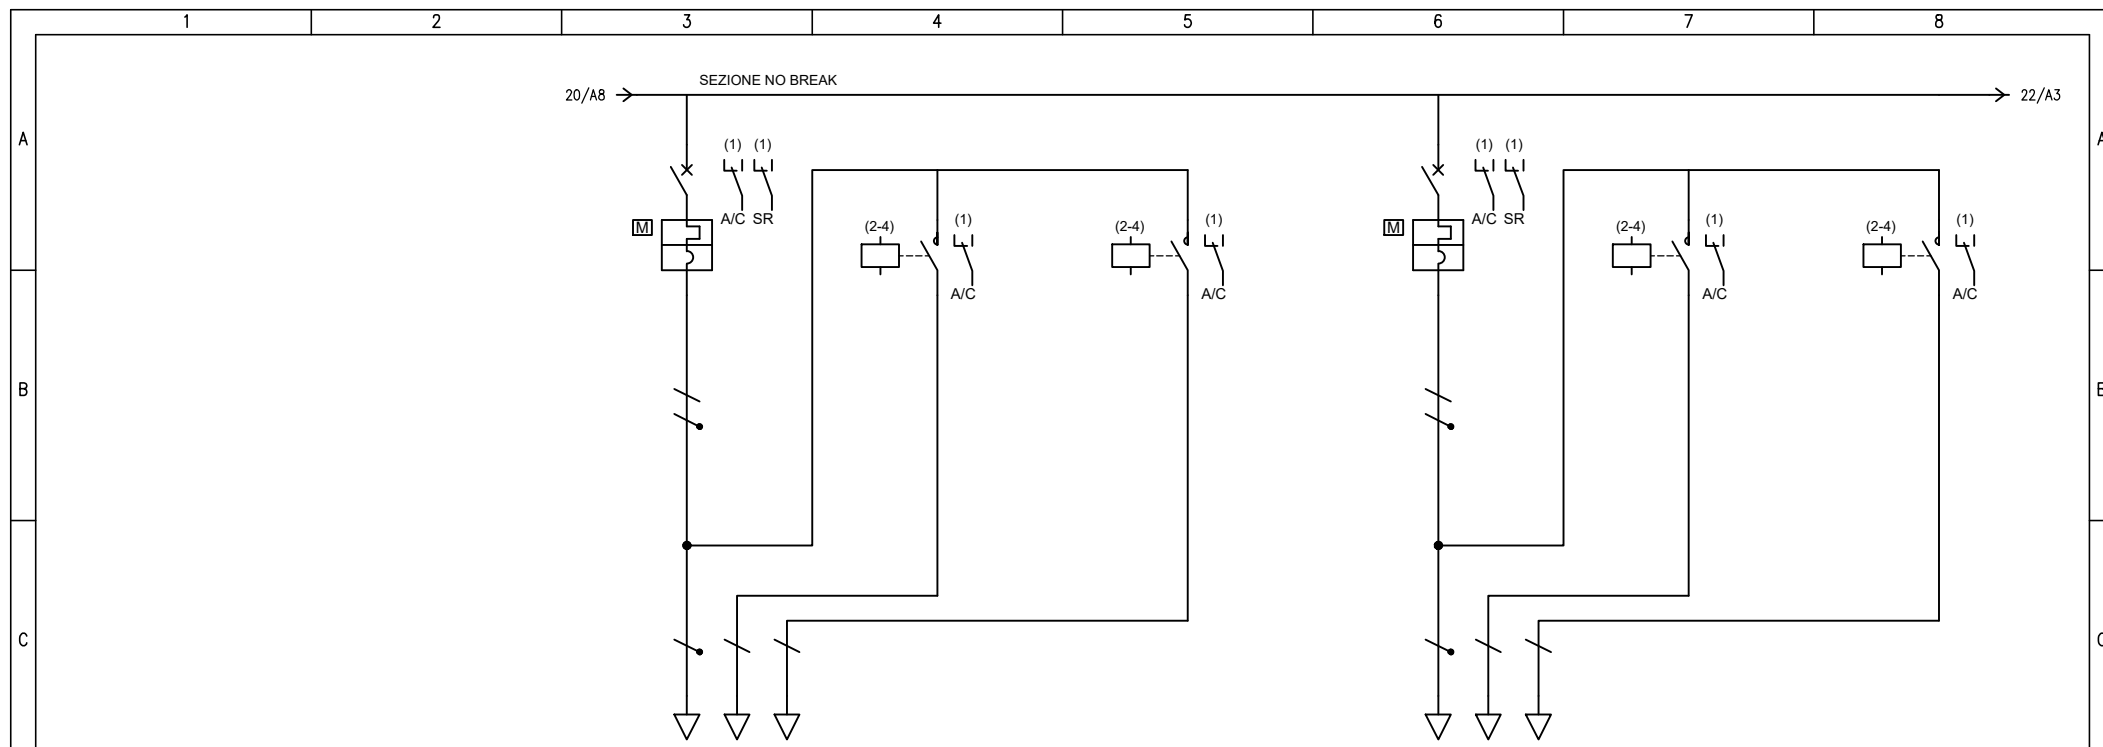 1 2 3 4 5 6 7 8
SEZIONE NO BREAK
20/A8 22/A3
A A
(1) (1) (1) (1)
A/C SR A/C SR
M (2-4) (1) (2-4) (1) M (2-4) (1) (2-4) (1)
A/C A/C A/C A/C
B B
C C